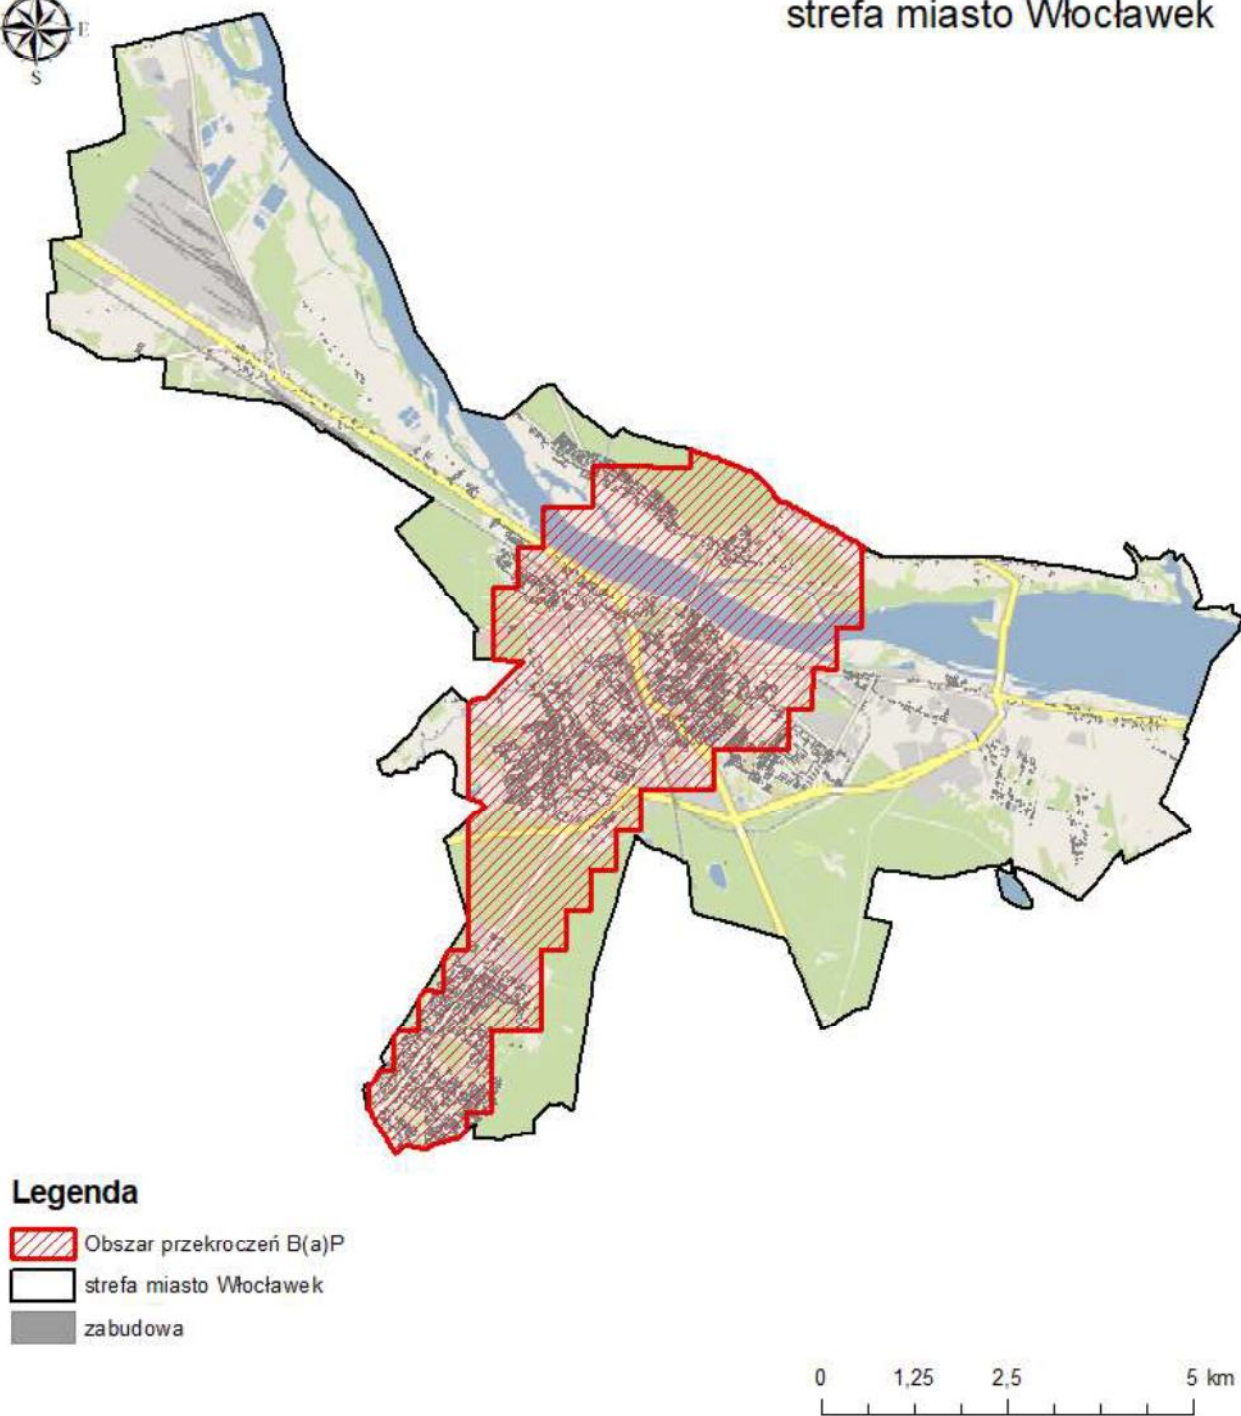 strefa miasto Włocławek
E
S
Legenda
Obszar przekroczeń B(a)P
strefa miasto Włocławek
zabudowa
0 1,25 2,5 5 km